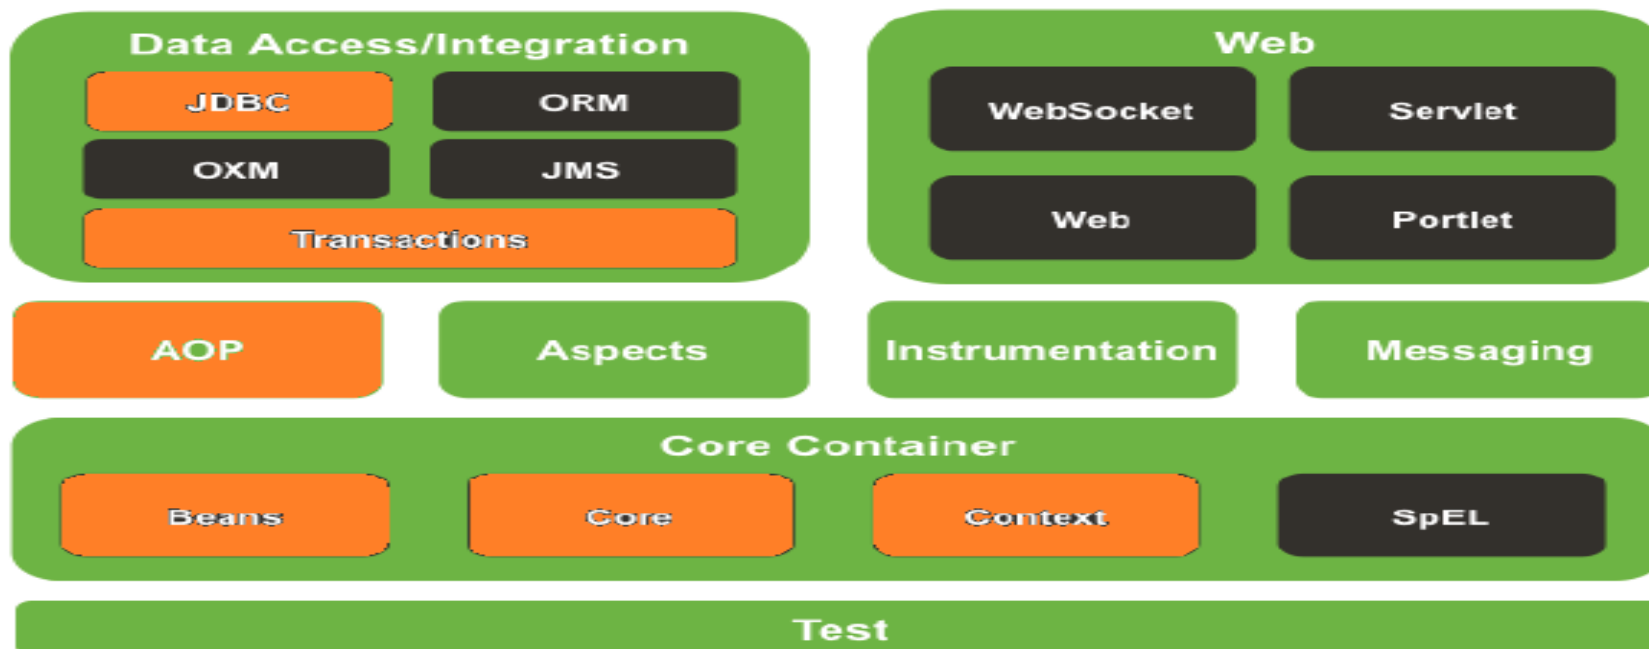 Data Access/Integration
JDBC
ORM
OXM
JMS
Transactions
Web
WebSocket
Servlet
Web
Portlet
AOP
Aspects
Instrumentation
Messaging
Core Container
Beans
Core
Context
SpEL
Test